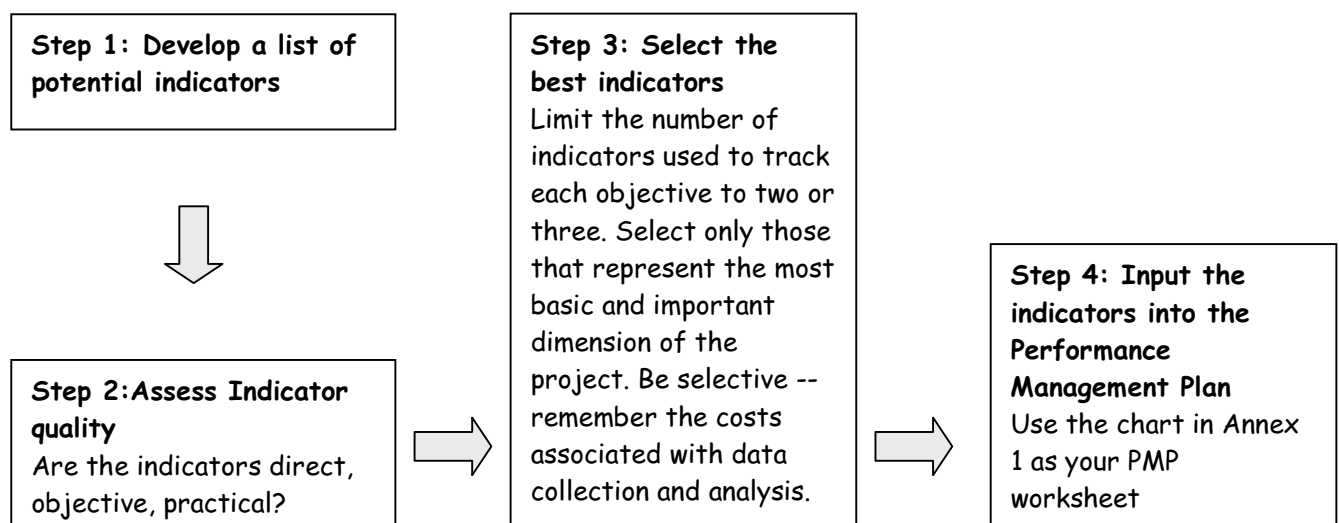 Step 1: Develop a list of
potential indicators
Step 2:Assess Indicator
quality
Are the indicators direct,
objective, practical?
Step 3: Select the
best indicators
Limit the number of
indicators used to track
each objective to two or
three. Select only those
that represent the most
basic and important
dimension of the
project. Be selective --
remember the costs
associated with data
collection and analysis.
Step 4: Input the
indicators into the
Performance
Management Plan
Use the chart in Annex
1 as your PMP
worksheet